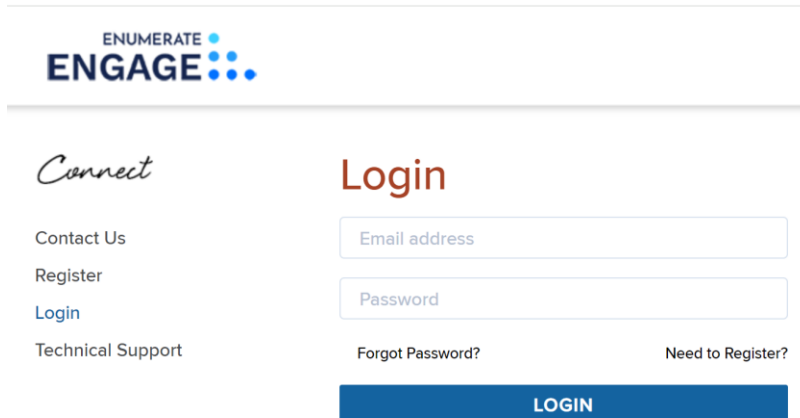 ENUMERATE
ENGAGE
Connect
Contact Us
Register
Login
Technical Support
Login
Email address
Password
Forgot Password?
Need to Register?
LOGIN